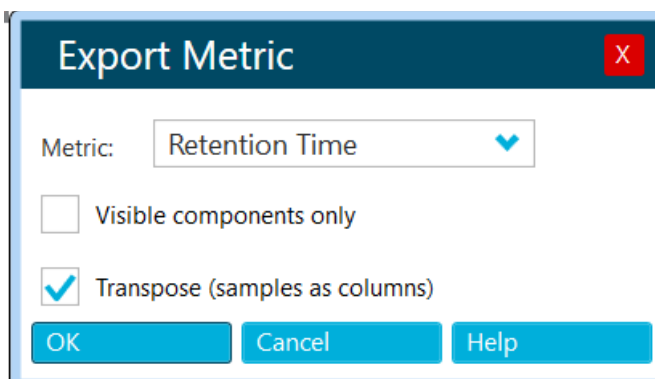 Export Metric X
Metric: Retention Time
Visible components only
Transpose (samples as columns)
OK Cancel Help